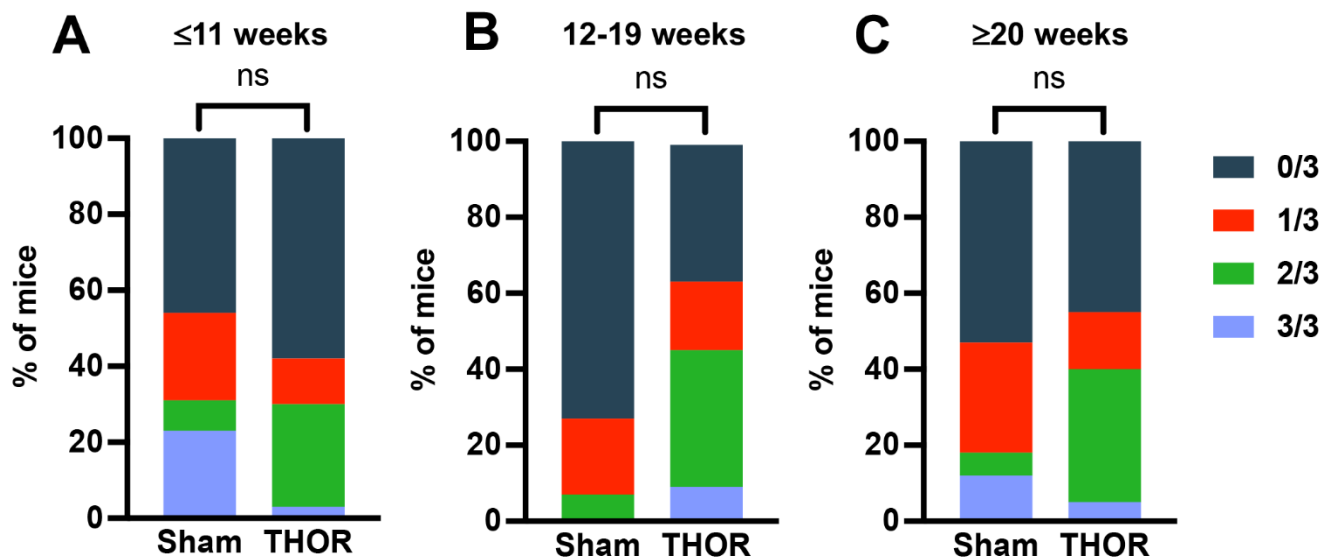 A ≤11 weeks
ns
% of mice
100
80
60
40
20
0
Sham THOR
B 12-19 weeks
ns
% of mice
100
80
60
40
20
0
Sham THOR
C ≥20 weeks
ns
% of mice
100
80
60
40
20
0
Sham THOR
0/3
1/3
2/3
3/3